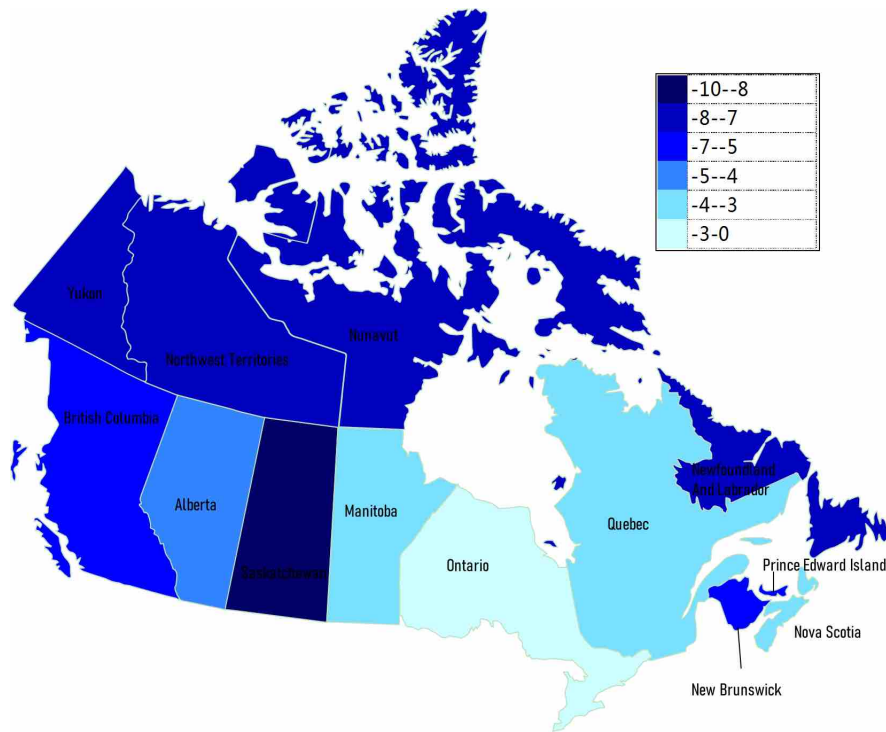 -10--8
-8--7
-7--5
-5--4
-4--3
-3-0
Yukon
Nunavut
Northwest Territories
British Columbia
Newfoundland
And Labrador
Alberta
Manitoba
Quebec
Ontario
Prince Edward Island
Saskatchewan
Nova Scotia
New Brunswick